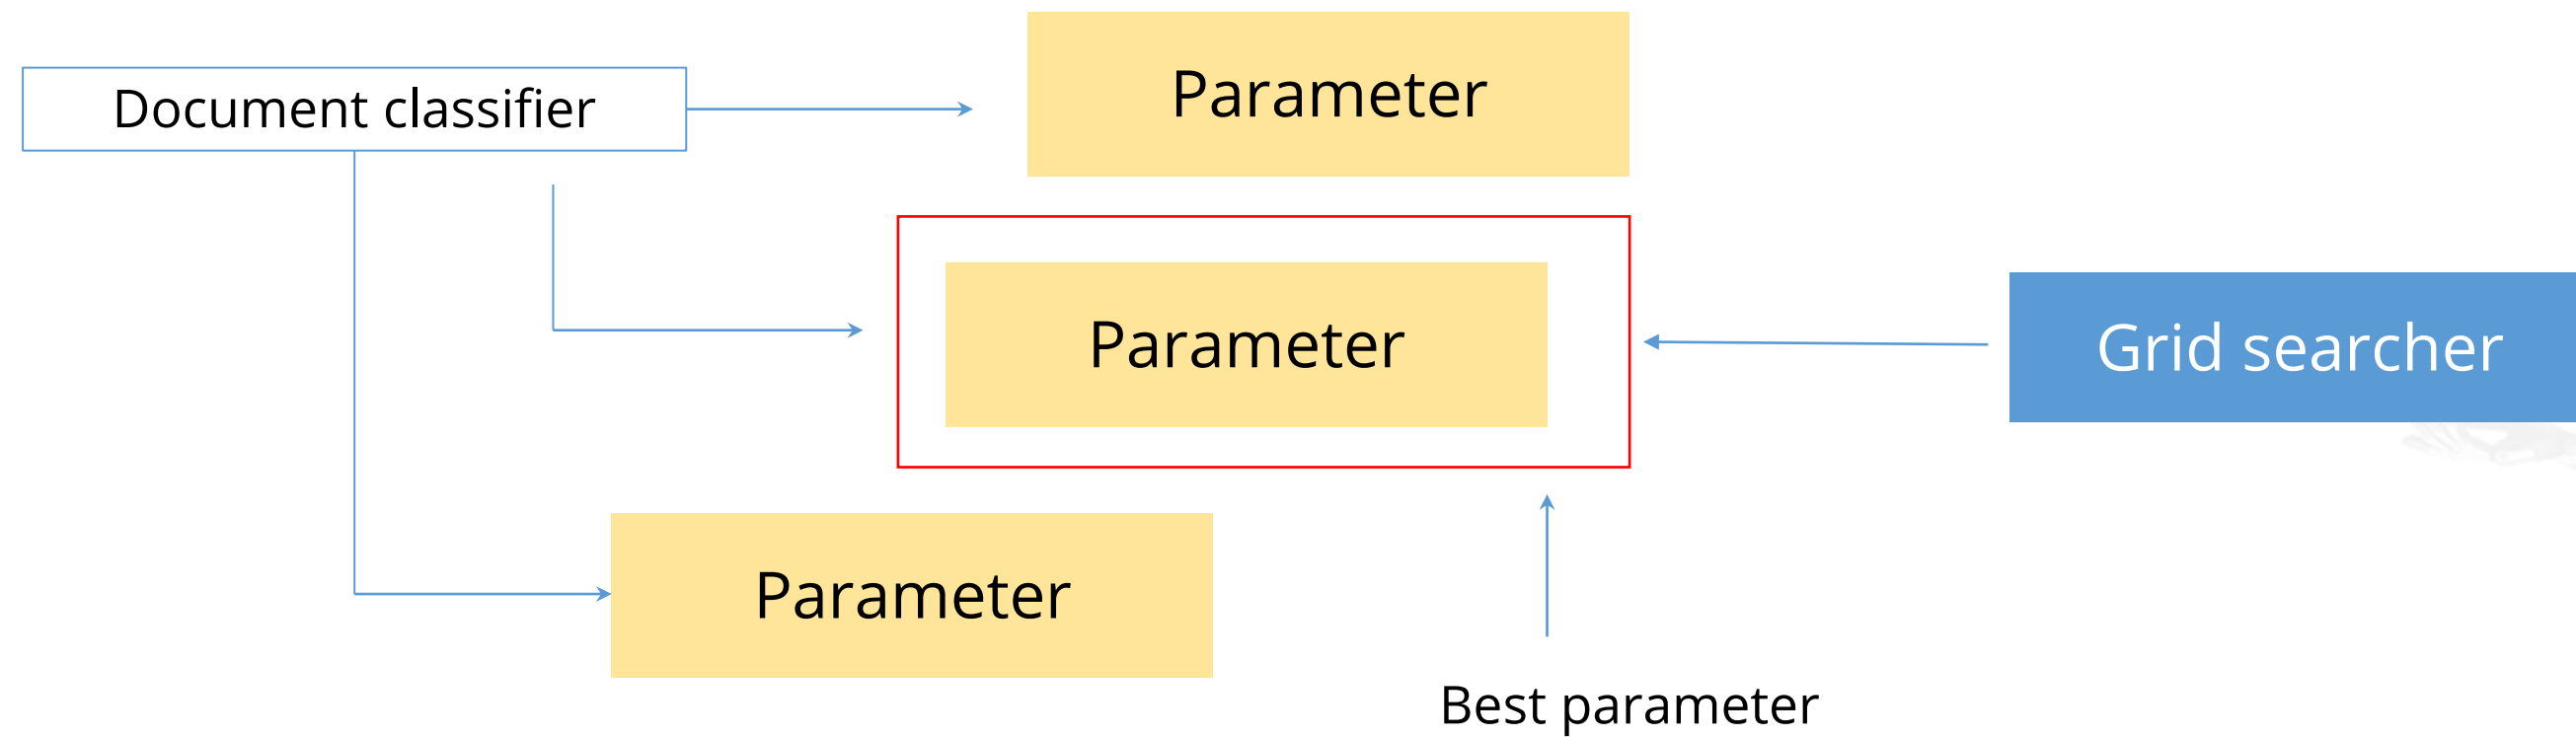 Document classifier
Parameter
Parameter
Grid searcher
Parameter
Best parameter